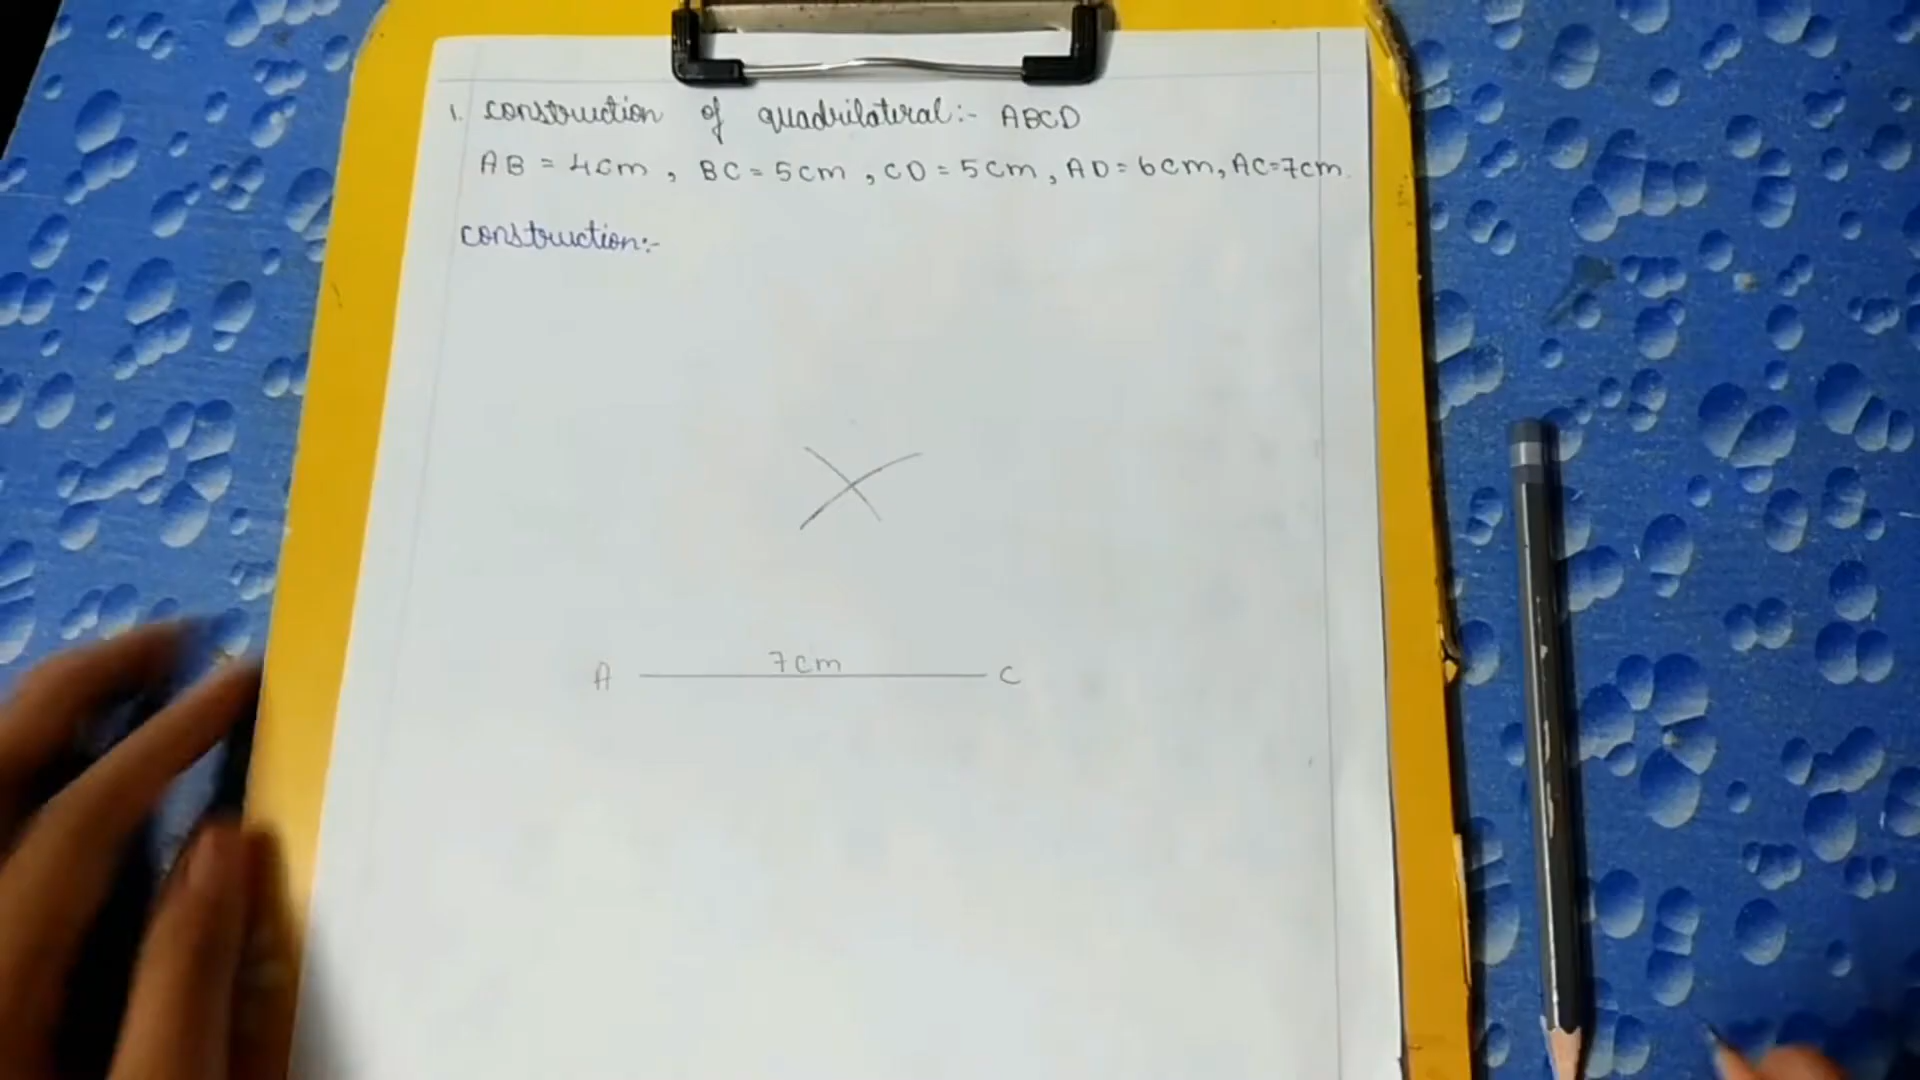 1. construction of quadrilateral:- ABCD
AB = 4cm, BC = 5cm, CD = 5cm, AD = 6cm, AC=7cm.
construction:-
7cm
A C